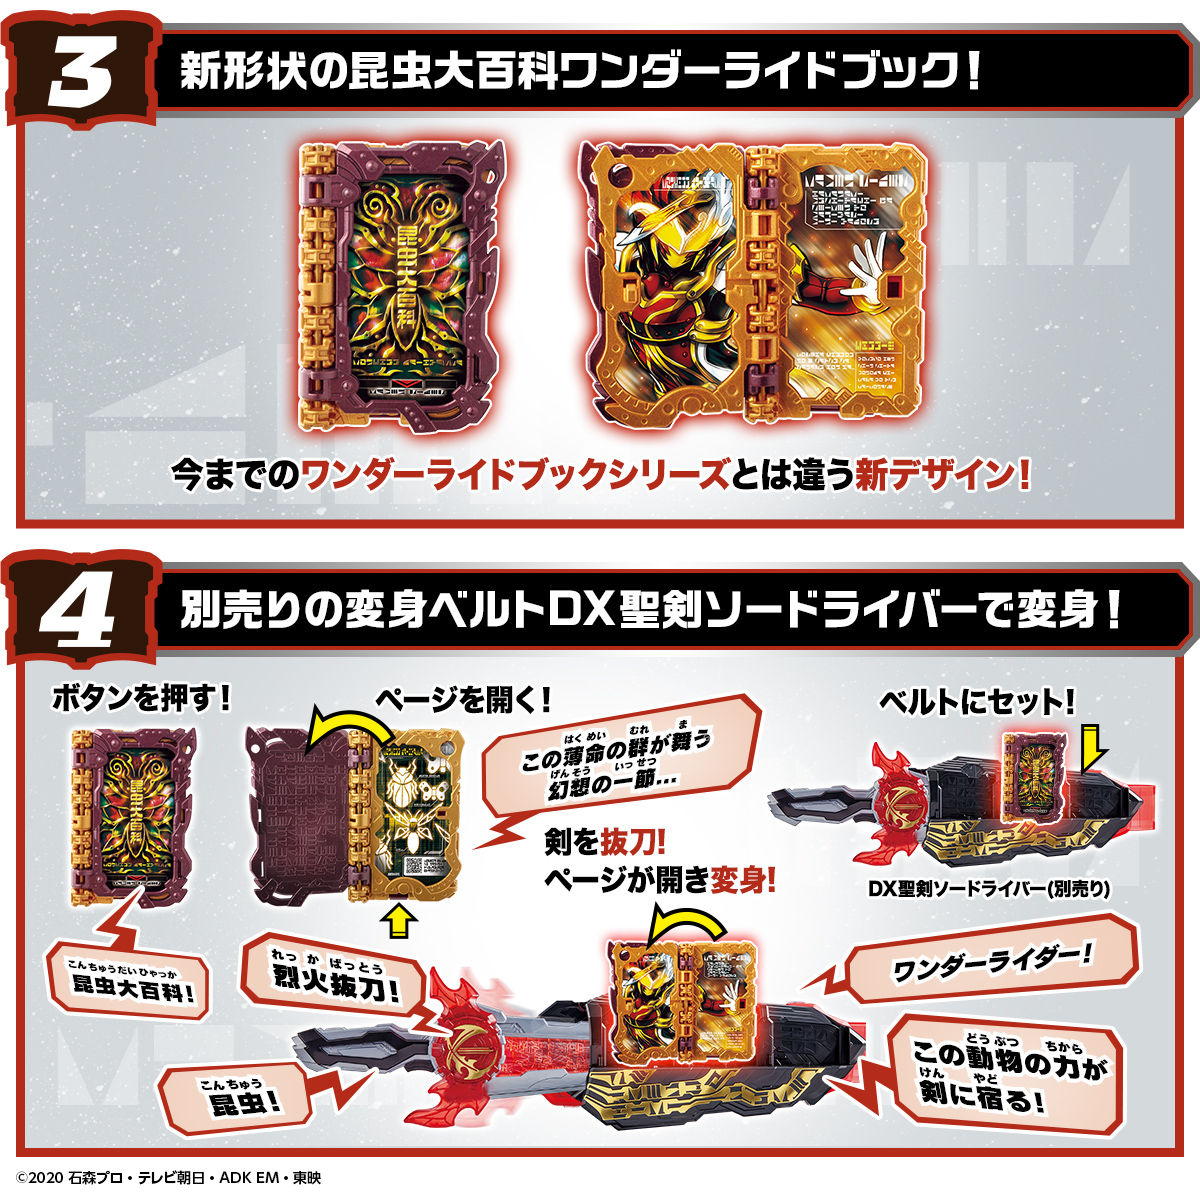 3
新形状の昆虫大百科ワンダーライドブック!
今までのワンダーライドブックシリーズとは違う新デザイン!
4
別売りの変身ベルトDX聖剣ソードライバーで変身!
ボタンを押す!
ページを開く!
ベルトにセット!
はくめい むれ ま
この薄命の群が舞う
げんそう いっせつ
幻想の一節…
剣を抜刀!
ページが開き変身!
DX聖剣ソードライバー(別売り)
こんちゅうだいひゃっか
昆虫大百科!
れっかばっとう
烈火抜刀!
ワンダーライダー!
こんちゅう
昆虫!
どうぶつ ちから
この動物の力が
けん やど
剣に宿る!
©2020 石森プロ・テレビ朝日・ADK EM・東映